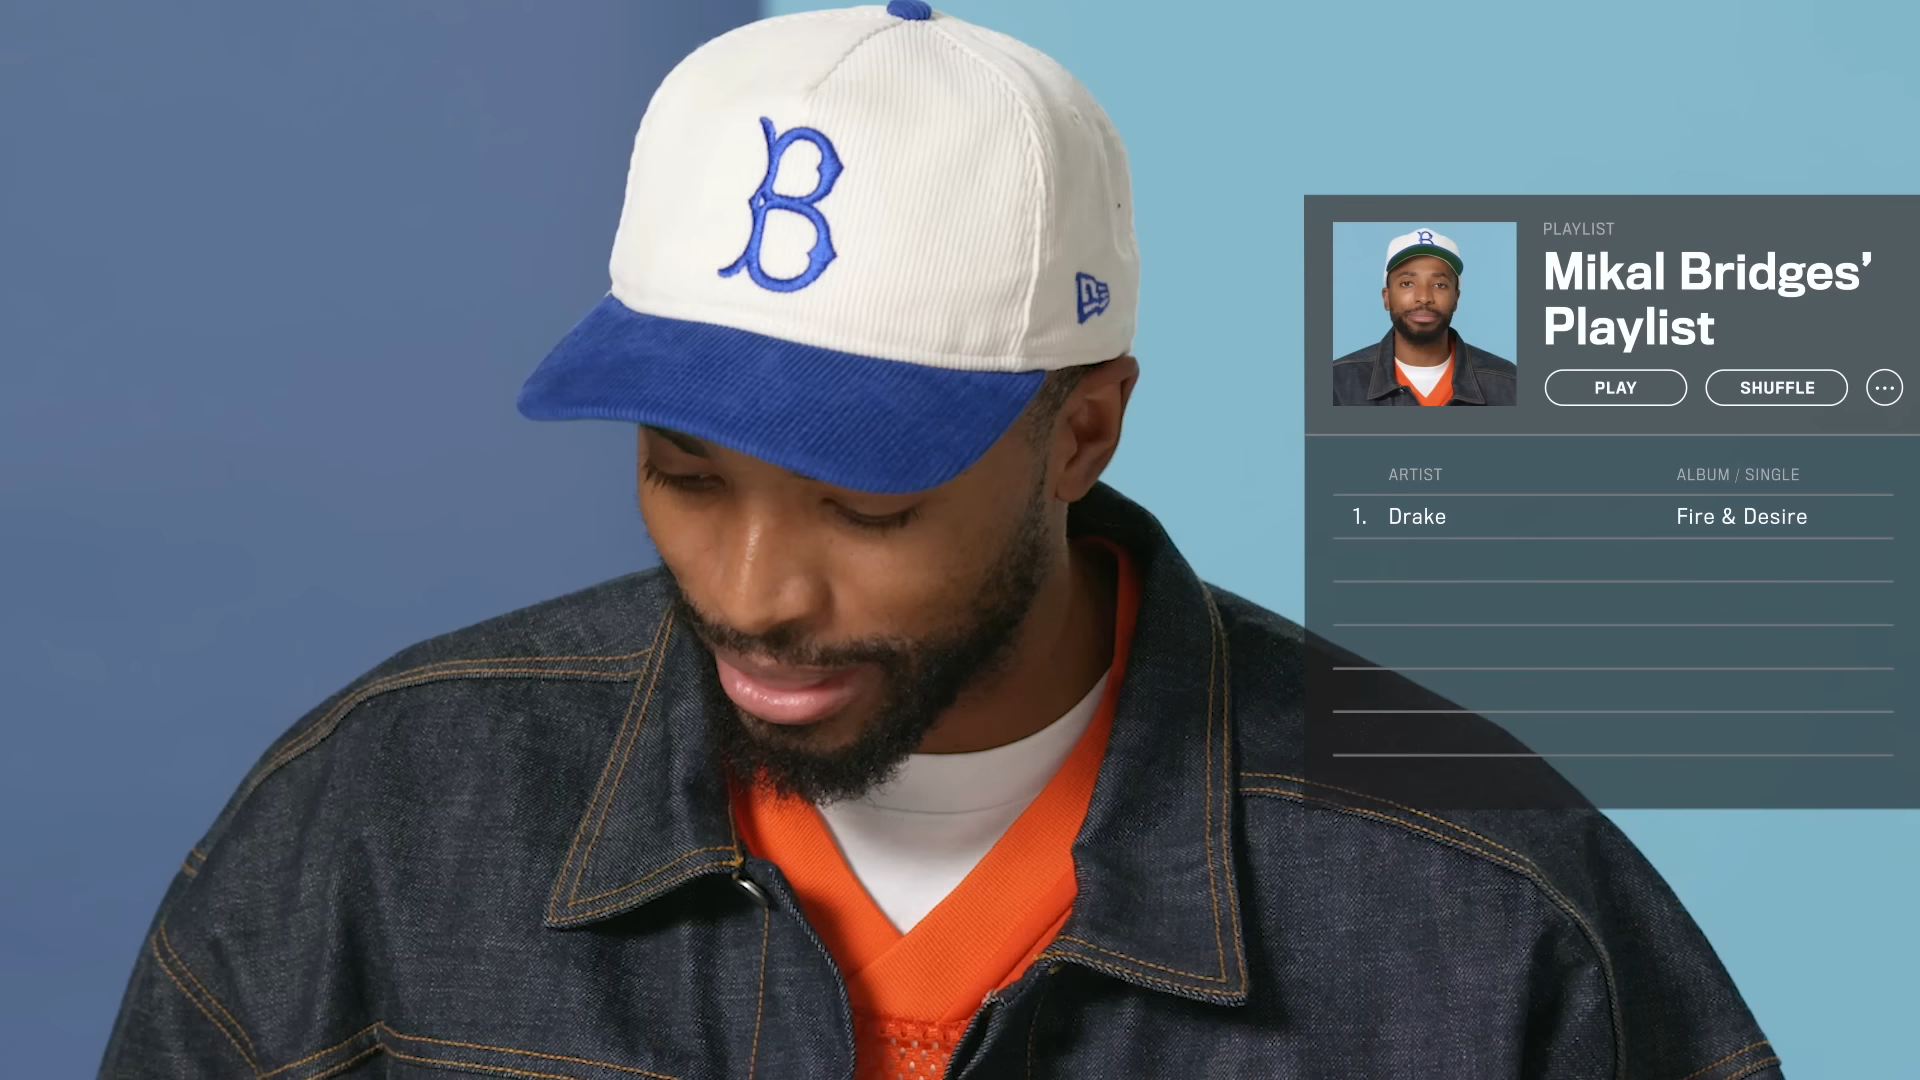 B
PLAYLIST
Mikal Bridges’
Playlist
PLAY
SHUFFLE
ARTIST
ALBUM / SINGLE
1. Drake
Fire & Desire